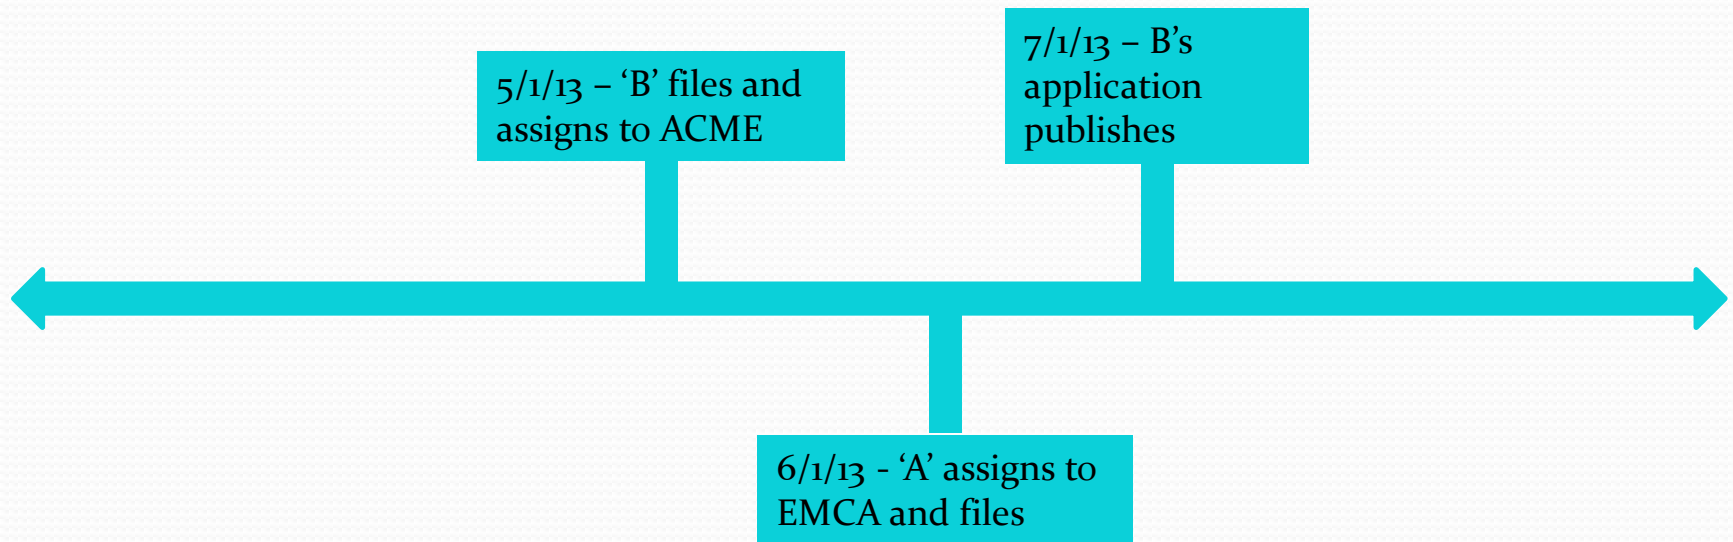 5/1/13 – ‘B’ files and
assigns to ACME
7/1/13 – B’s
application
publishes
6/1/13 - ‘A’ assigns to
EMCA and files